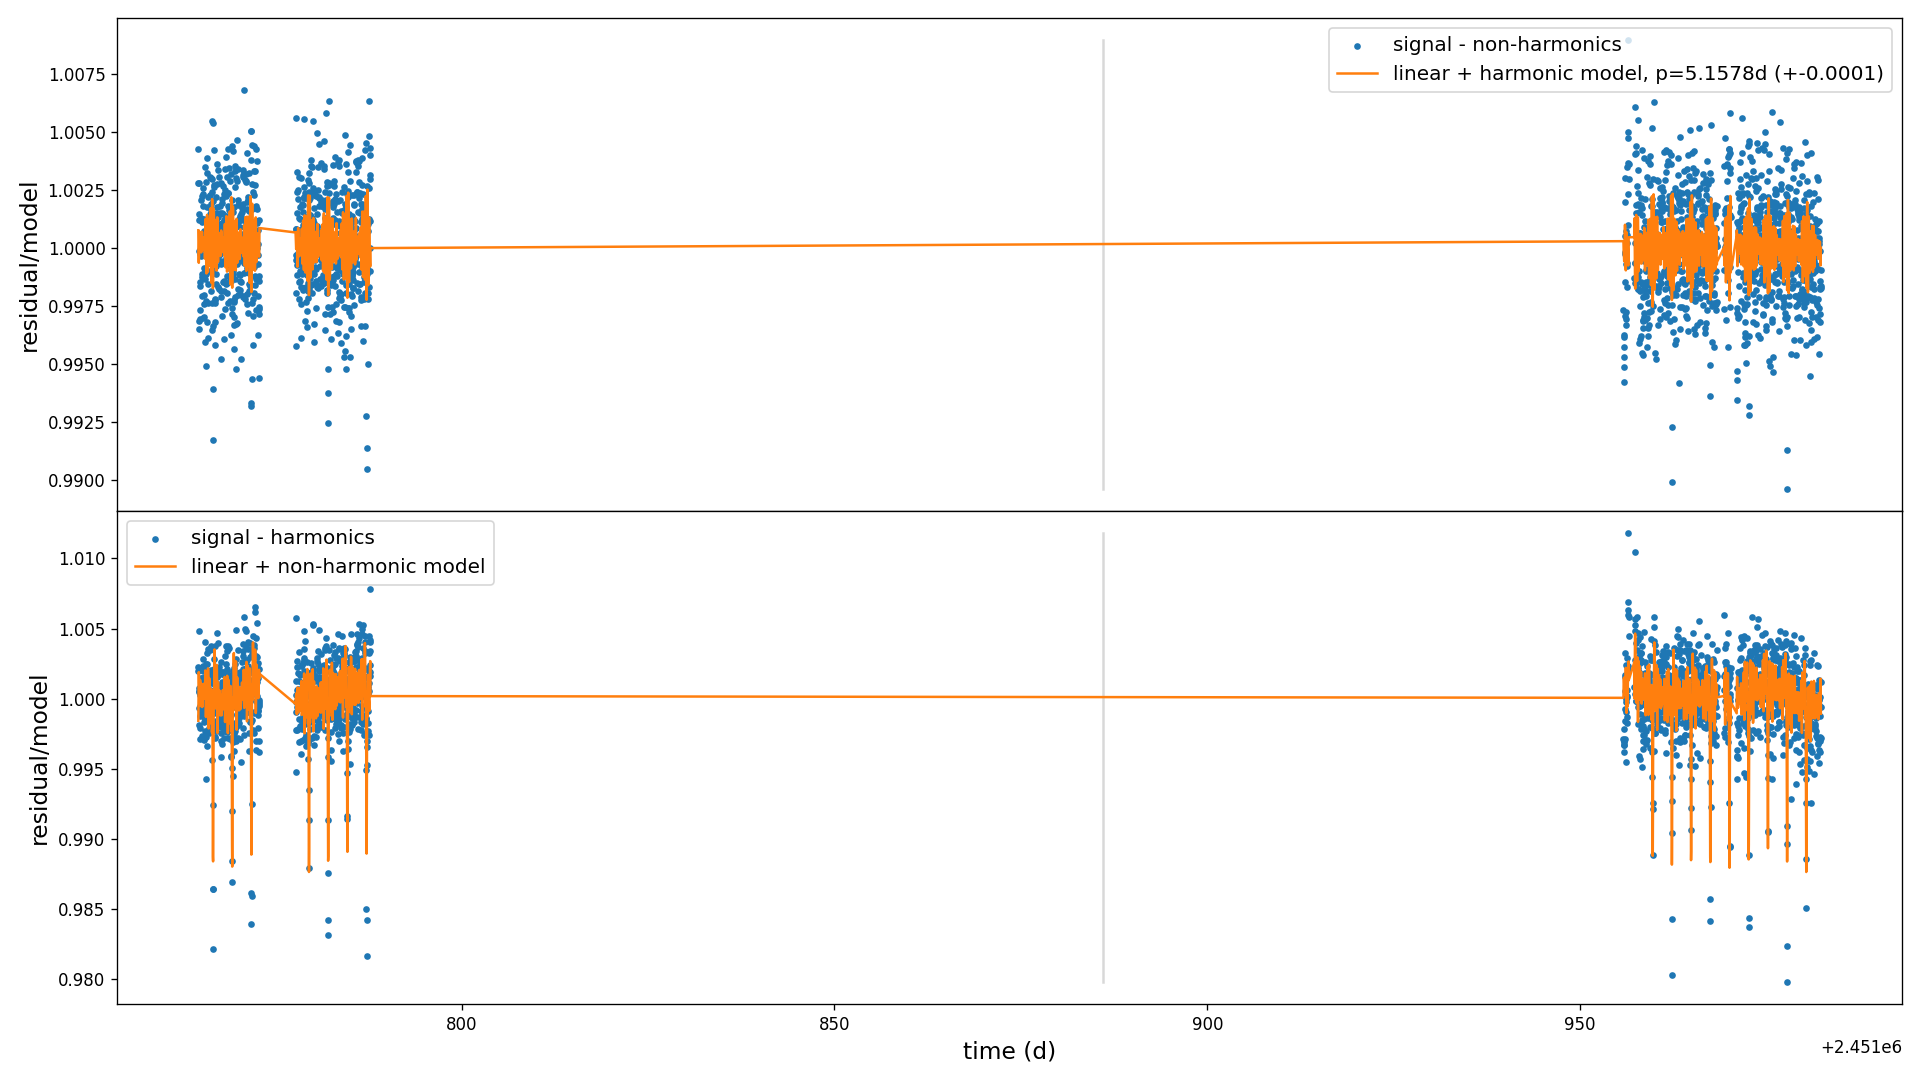 signal - non-harmonics
linear + harmonic model, p=5.1578d (+-0.0001)
1.0075
1.0050
1.0025
1.0000
0.9975
0.9950
0.9925
0.9900
residual/model
signal - harmonics
linear + non-harmonic model
1.010
1.005
1.000
0.995
0.990
0.985
0.980
residual/model
800
850
900
950
time (d)
+2.451e6